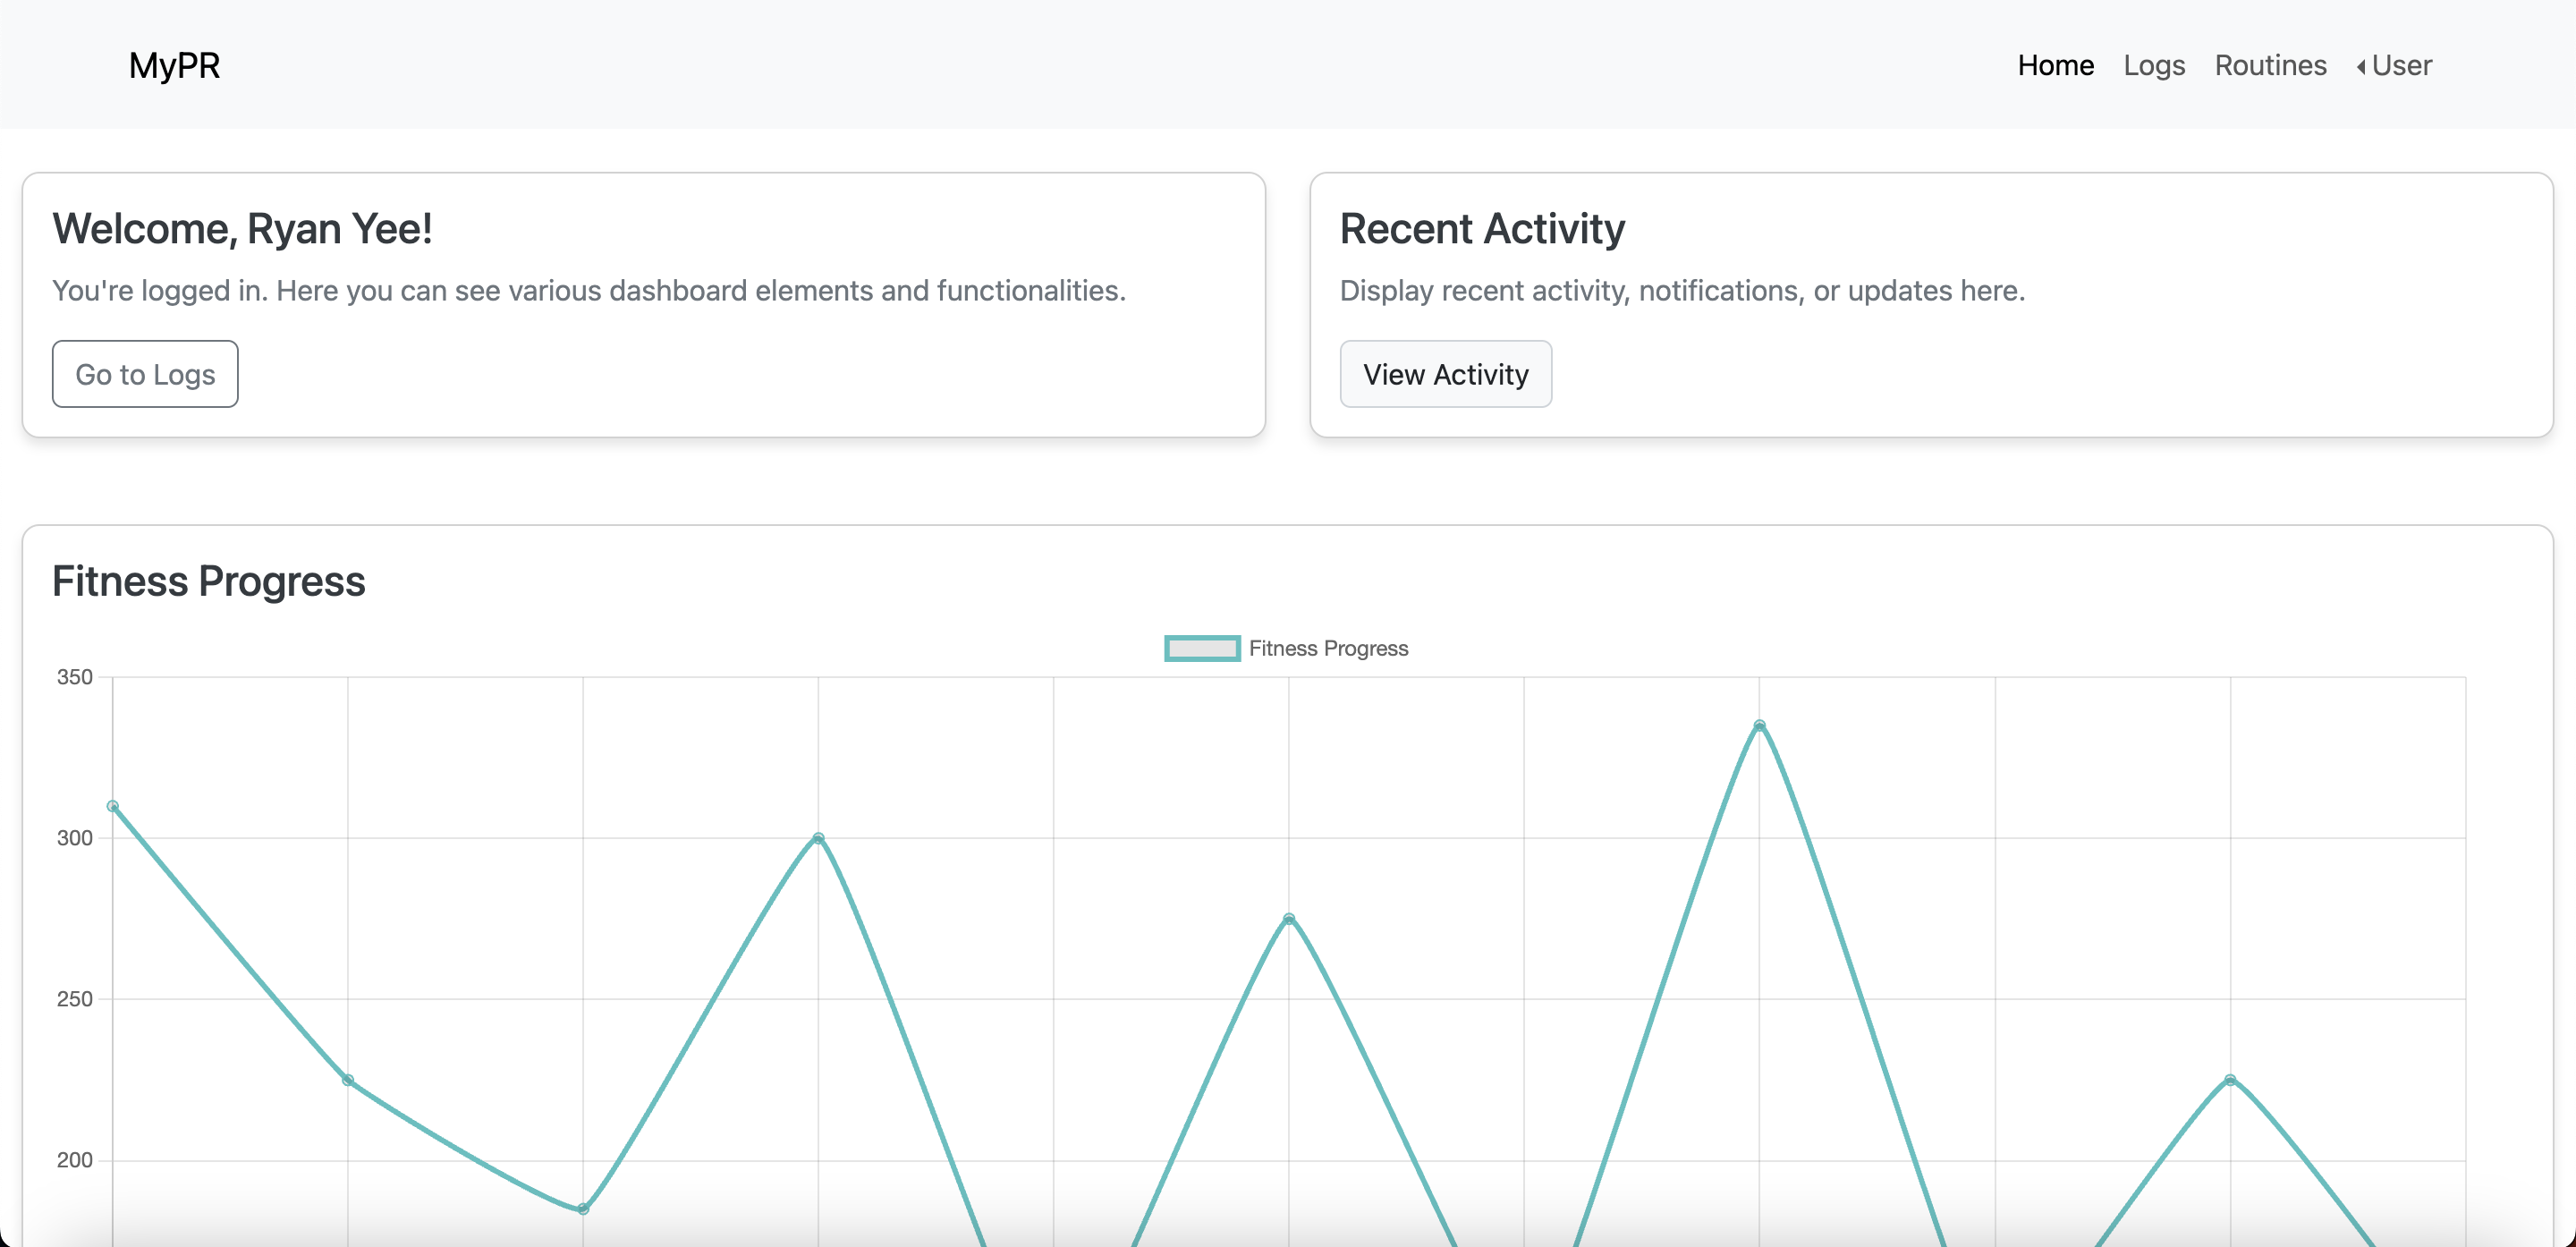 MyPR
Home Logs Routines User
Welcome, Ryan Yee!
You're logged in. Here you can see various dashboard elements and functionalities.
Go to Logs
Recent Activity
Display recent activity, notifications, or updates here.
View Activity
Fitness Progress
Fitness Progress
350
300
250
200